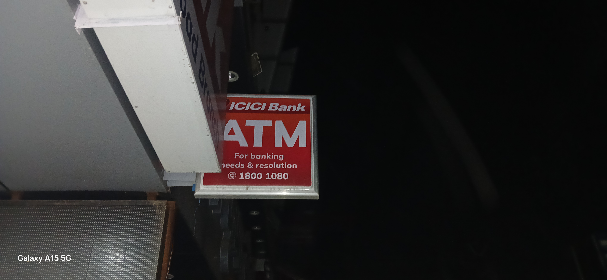 ICICI Bank
ATM
For banking
needs & resolution
@ 1800 1080
Galaxy A15 5G